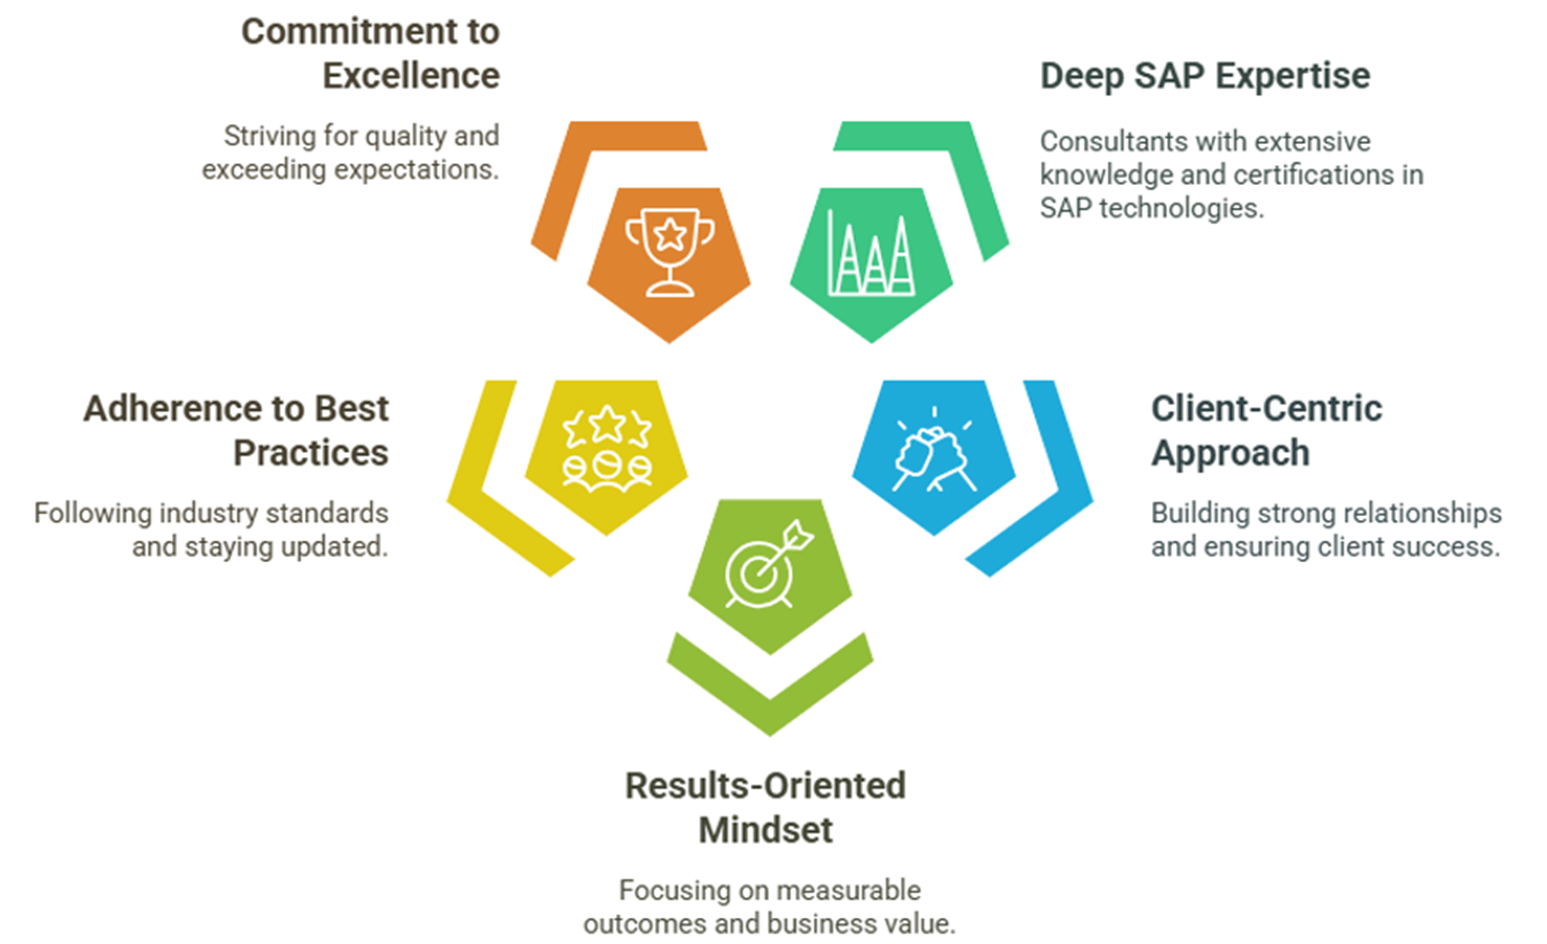 Commitment to
Excellence
Striving for quality and
exceeding expectations.
Deep SAP Expertise
Consultants with extensive
knowledge and certifications in
SAP technologies.
Adherence to Best
Practices
Following industry standards
and staying updated.
Client-Centric
Approach
Building strong relationships
and ensuring client success.
Results-Oriented
Mindset
Focusing on measurable
outcomes and business value.